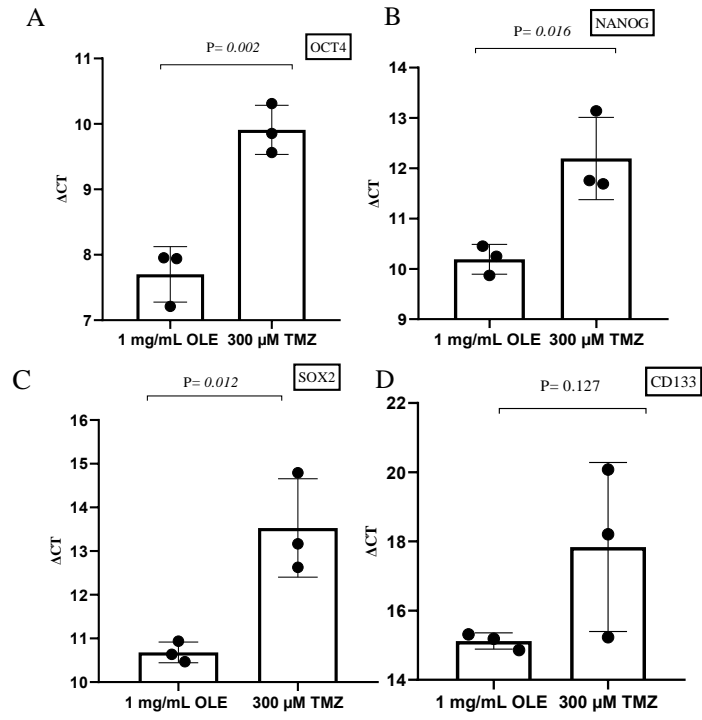 A
P= 0.002
OCT4
11
10
9
8
7
ΔCT
1 mg/mL OLE 300 µM TMZ
B
P= 0.016
NANOG
14
13
12
11
10
9
ΔCT
1 mg/mL OLE 300 µM TMZ
C
P= 0.012
SOX2
16
15
14
13
12
11
10
ΔCT
1 mg/mL OLE 300 µM TMZ
D
P= 0.127
CD133
22
20
18
16
14
ΔCT
1 mg/mL OLE 300 µM TMZ